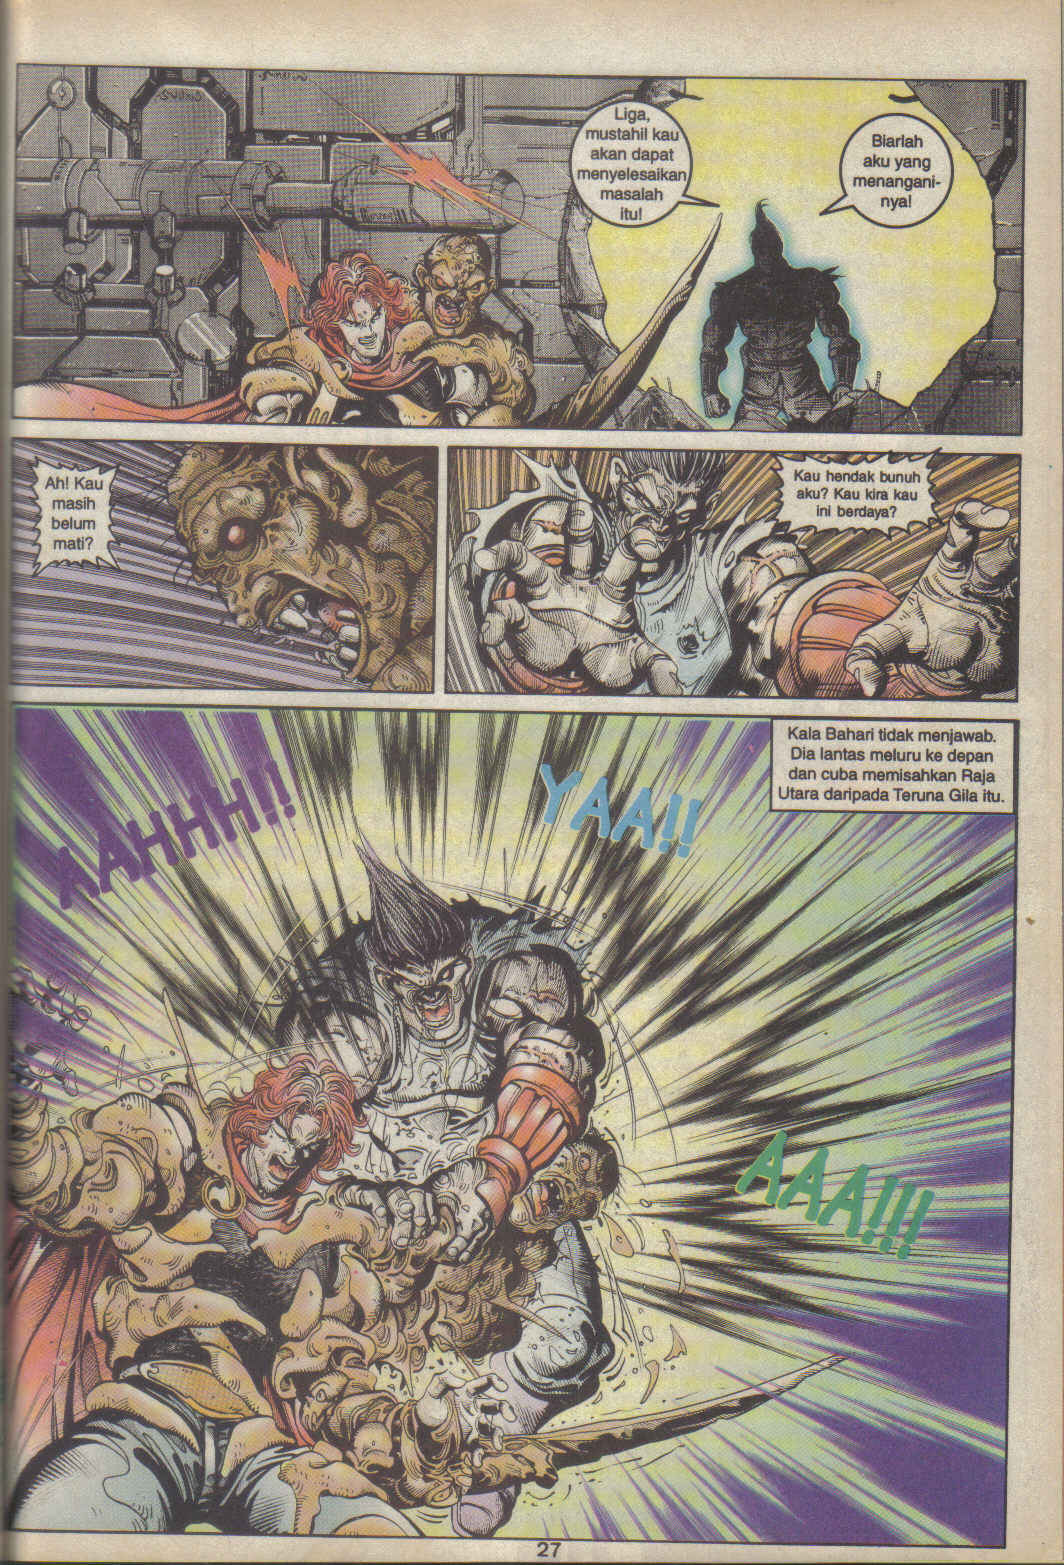 Liga,
mustahil kau
akan dapat
menyelesaikan
masalah
itu!
Biarlah
aku yang
menangani-
nya!
Ah! Kau
masih
belum
mati?
Kau hendak bunuh
aku? Kau kira kau
ini berdaya?
Kala Bahari tidak menjawab.
Dia lantas meluru ke depan
dan cuba memisahkan Raja
Utara daripada Teruna Gila itu.
AAHHH!!
YAA!!
AAA!!!
27